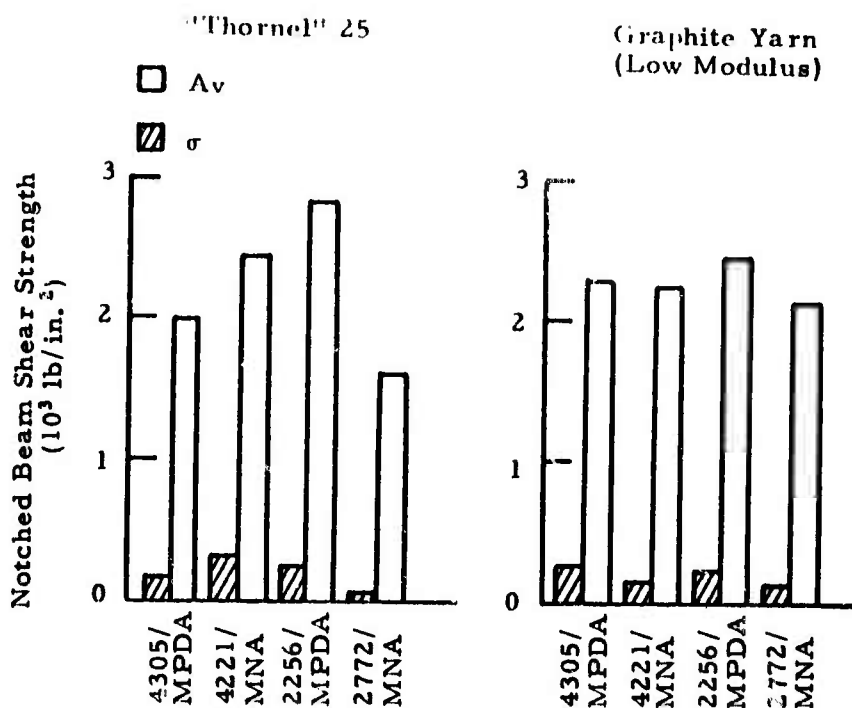 "Thornel" 25
Av
σ
Graphite Yarn
(Low Modulus)
Notched Beam Shear Strength
(10³ lb/in.²)
3
2
1
0
4305/
MPDA
4221/
MNA
2256/
MPDA
2772/
MNA
3
2
1
0
4305/
MPDA
4221/
MNA
2256/
MPDA
2772/
MNA